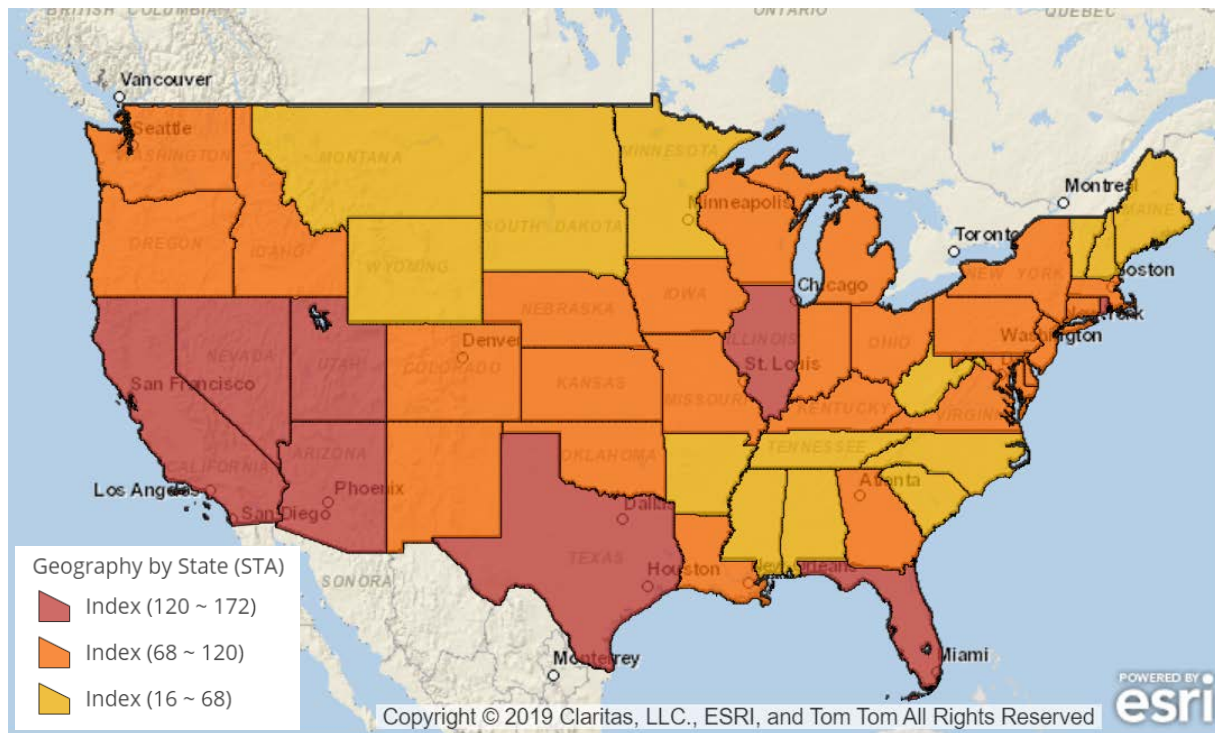 BRITISH COLUMBIA
ONTARIO
QUEBEC
Vancouver
Seattle
WASHINGTON
MONTANA
MINNESOTA
Montreal
MAINE
Minneapolis
OREGON
IDAHO
SOUTH DAKOTA
Toronto
WYOMING
NEW YORK
Boston
Chicago
NEBRASKA
IOWA
Washington
Denver
ILLINOIS
OHIO
NEVADA
UTAH
COLORADO
St. Louis
San Francisco
KANSAS
MISSOURI
KENTUCKY
VIRGINIA
CALIFORNIA
ARIZONA
OKLAHOMA
TENNESSEE
Los Angeles
Phoenix
Atlanta
San Diego
Dallas
TEXAS
Houston
New Orleans
SONORA
Miami
Monterrey
Geography by State (STA)
Index (120 ~ 172)
Index (68 ~ 120)
Index (16 ~ 68)
Copyright © 2019 Claritas, LLC., ESRI, and Tom Tom All Rights Reserved
POWERED BY
esri